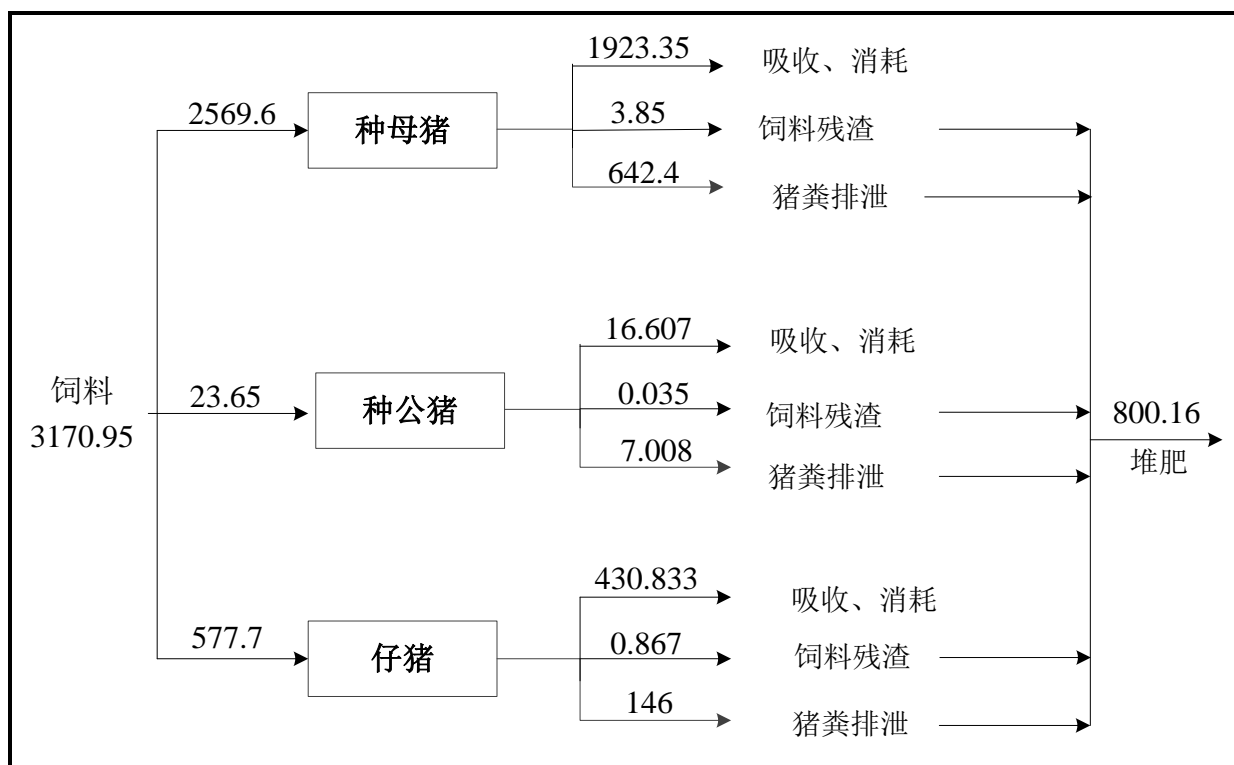 1923.35
吸收、消耗
2569.6
种母猪
3.85
饲料残渣
642.4
猪粪排泄
16.607
吸收、消耗
饲料
3170.95
23.65
种公猪
0.035
饲料残渣
7.008
猪粪排泄
800.16
堆肥
430.833
吸收、消耗
577.7
仔猪
0.867
饲料残渣
146
猪粪排泄